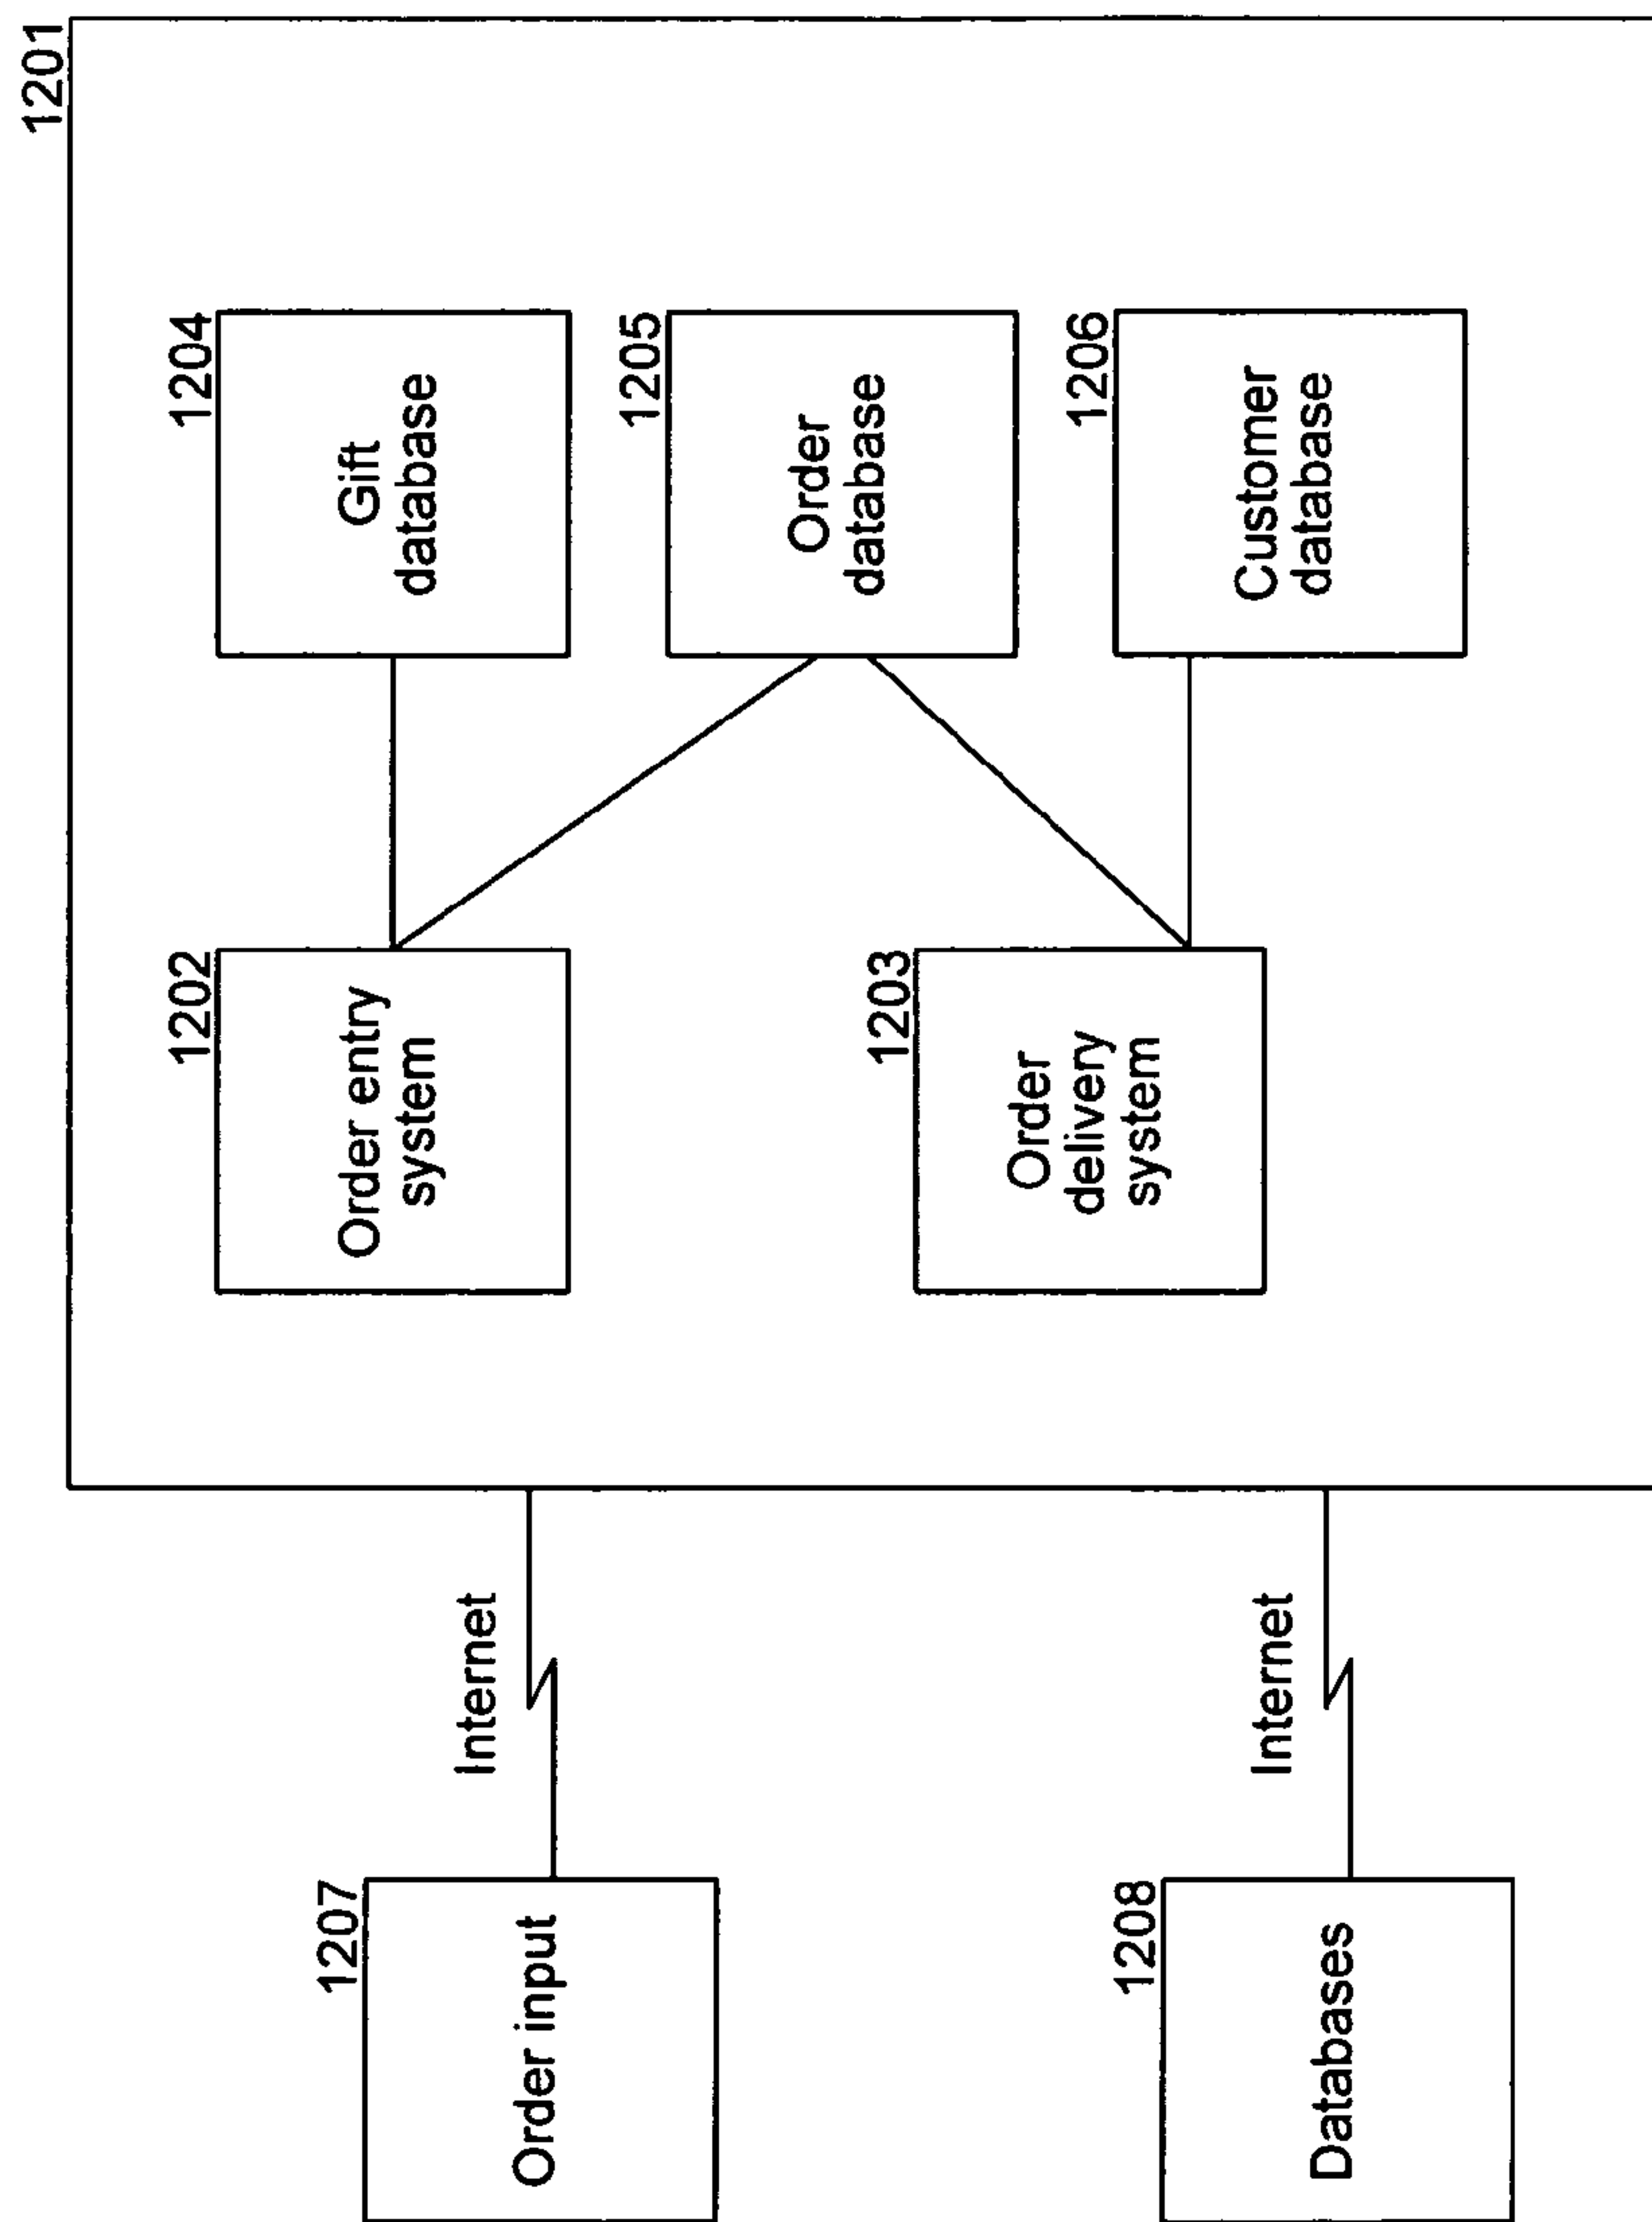 1201
1202
Order entry
system
1204
Gift
database
1205
Order
database
1207
Order input
Internet
1203
Order
delivery
system
1206
Customer
database
1208
Databases
Internet